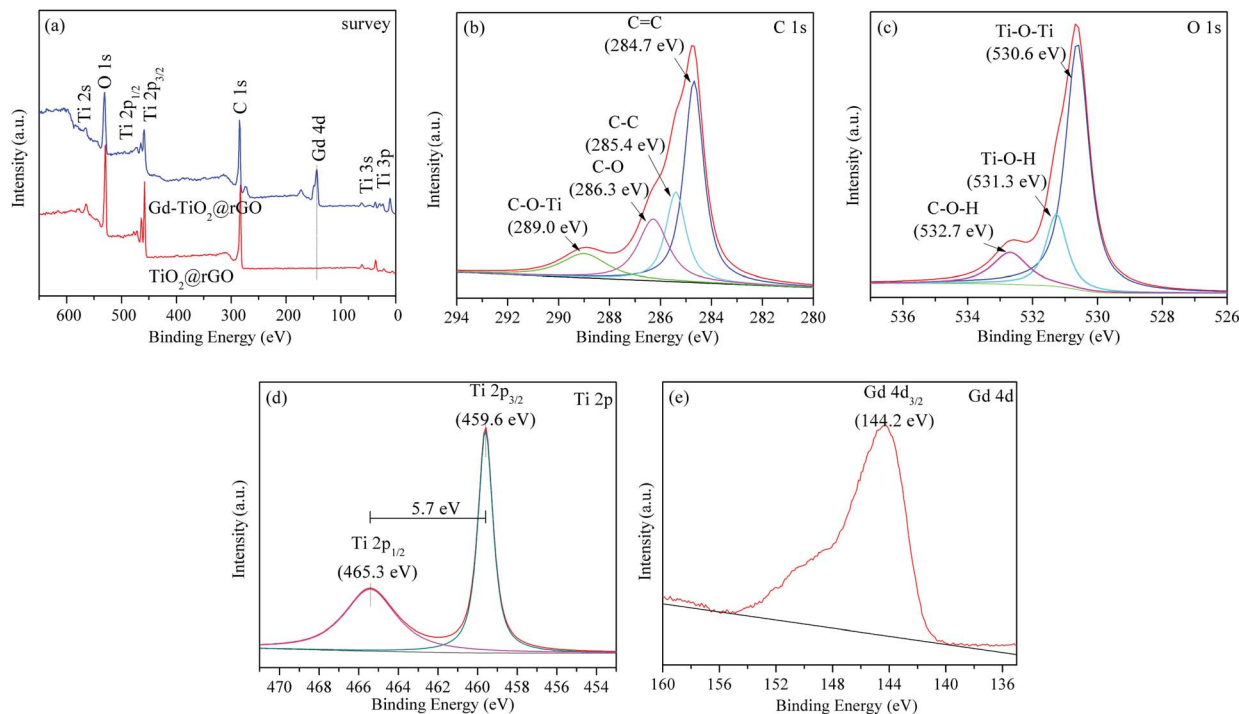 (a)
survey
Ti 2s
O 1s
Ti 2p1/2
Ti 2p3/2
C 1s
Gd 4d
Ti 3s
Ti 3p
Gd-TiO2@rGO
TiO2@rGO
Intensity (a.u.)
600 500 400 300 200 100 0
Binding Energy (eV)
(b)
C 1s
C=C
(284.7 eV)
C-C
(285.4 eV)
C-O
(286.3 eV)
C-O-Ti
(289.0 eV)
Intensity (a.u.)
294 292 290 288 286 284 282 280
Binding Energy (eV)
(c)
O 1s
Ti-O-Ti
(530.6 eV)
Ti-O-H
(531.3 eV)
C-O-H
(532.7 eV)
Intensity (a.u.)
536 534 532 530 528 526
Binding Energy (eV)
(d)
Ti 2p
Ti 2p3/2
(459.6 eV)
5.7 eV
Ti 2p1/2
(465.3 eV)
Intensity (a.u.)
470 468 466 464 462 460 458 456 454
Binding Energy (eV)
(e)
Gd 4d
Gd 4d3/2
(144.2 eV)
Intensity (a.u.)
160 156 152 148 144 140 136
Binding Energy (eV)